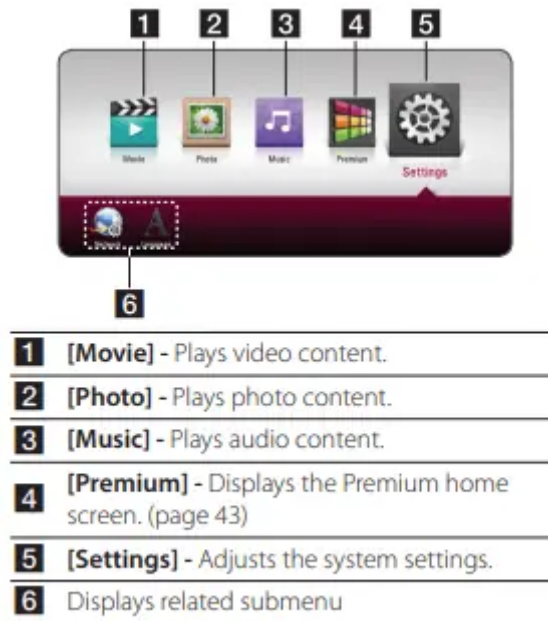 1 2 3 4 5
Movie Photo Music Premium Settings
6
1 [Movie] - Plays video content.
2 [Photo] - Plays photo content.
3 [Music] - Plays audio content.
4 [Premium] - Displays the Premium home
screen. (page 43)
5 [Settings] - Adjusts the system settings.
6 Displays related submenu